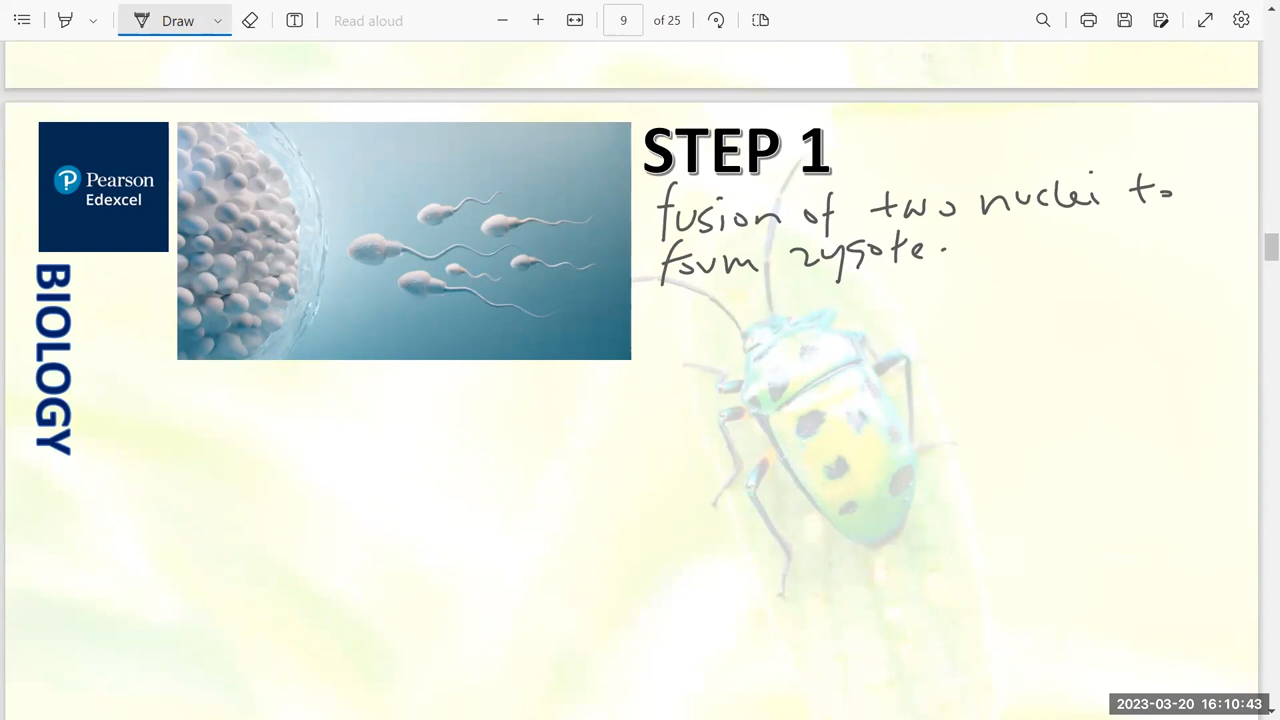 Draw
Read aloud
9 of 25
Pearson
Edexcel
BIOLOGY
STEP 1
fusion of two nuclei to
form zygote.
2023-03-20 16:10:43